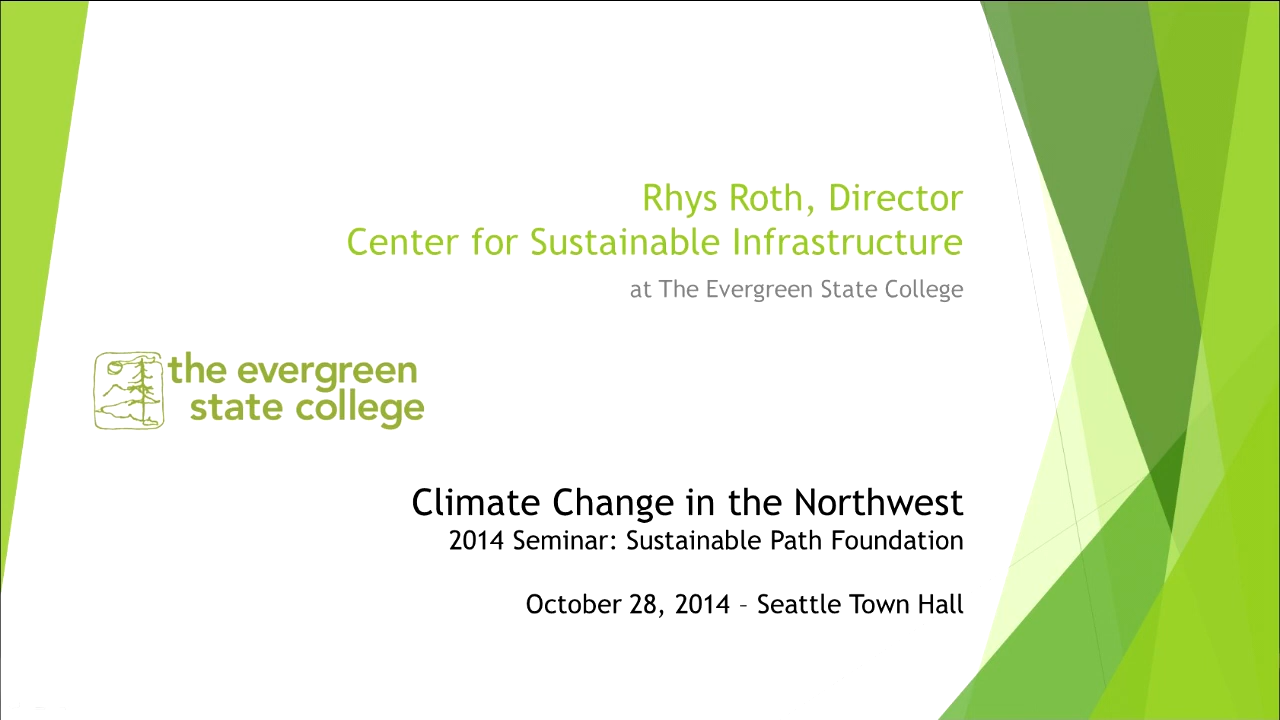 Rhys Roth, Director
Center for Sustainable Infrastructure
at The Evergreen State College
the evergreen
state college
Climate Change in the Northwest
2014 Seminar: Sustainable Path Foundation
October 28, 2014 – Seattle Town Hall